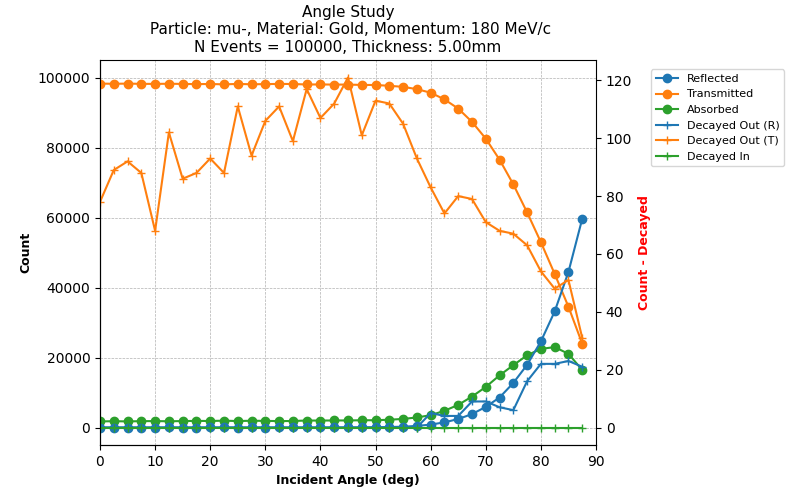 Angle Study
Particle: mu-, Material: Gold, Momentum: 180 MeV/c
N Events = 100000, Thickness: 5.00mm
100000
80000
60000
40000
20000
0
Count
0 10 20 30 40 50 60 70 80 90
Incident Angle (deg)
120
100
80
60
40
20
0
Count - Decayed
Reflected
Transmitted
Absorbed
Decayed Out (R)
Decayed Out (T)
Decayed In